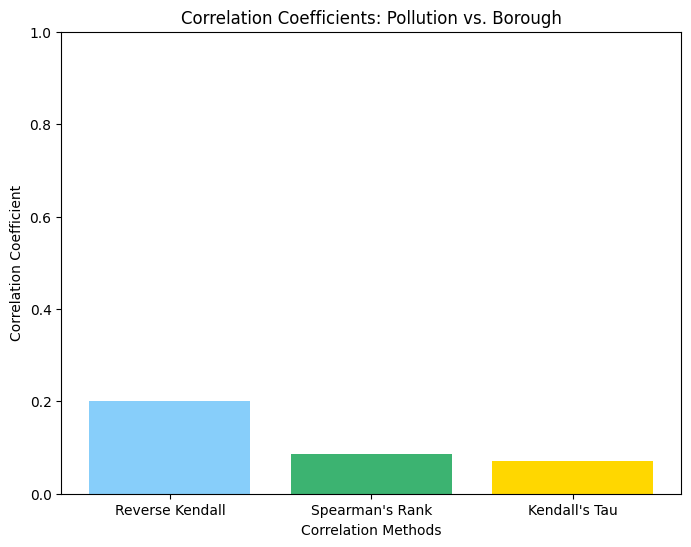 Correlation Coefficients: Pollution vs. Borough
1.0
0.8
0.6
0.4
0.2
0.0
Correlation Coefficient
Reverse Kendall
Spearman's Rank
Kendall's Tau
Correlation Methods